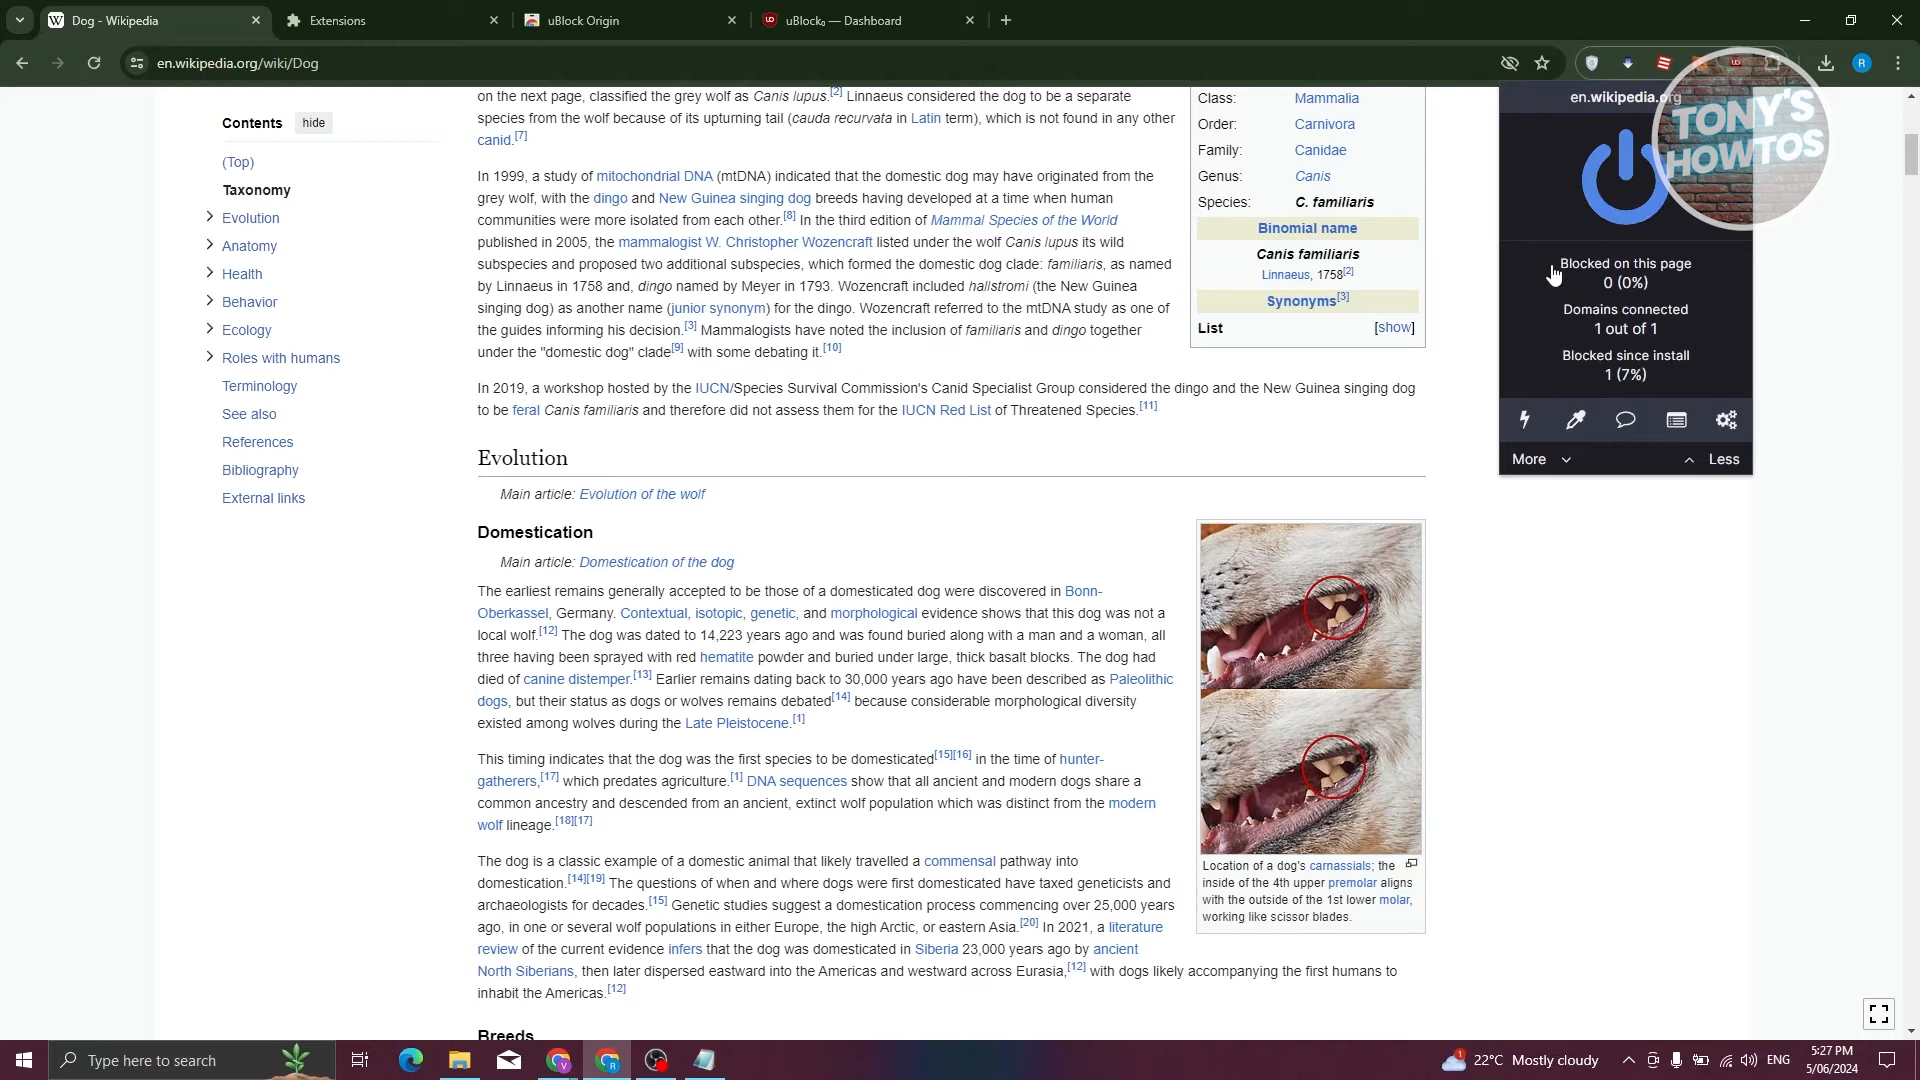 Dog - Wikipedia
Extensions
uBlock Origin
uBlock₀ — Dashboard
en.wikipedia.org/wiki/Dog
Contents hide
(Top)
Taxonomy
Evolution
Anatomy
Health
Behavior
Ecology
Roles with humans
Terminology
See also
References
Bibliography
External links
on the next page, classified the grey wolf as Canis lupus.[2] Linnaeus considered the dog to be a separate
species from the wolf because of its upturning tail (cauda recurvata in Latin term), which is not found in any other
canid.[7]
In 1999, a study of mitochondrial DNA (mtDNA) indicated that the domestic dog may have originated from the
grey wolf, with the dingo and New Guinea singing dog breeds having developed at a time when human
communities were more isolated from each other.[8] In the third edition of Mammal Species of the World
published in 2005, the mammalogist W. Christopher Wozencraft listed under the wolf Canis lupus its wild
subspecies and proposed two additional subspecies, which formed the domestic dog clade: familiaris, as named
by Linnaeus in 1758 and, dingo named by Meyer in 1793. Wozencraft included hallstromi (the New Guinea
singing dog) as another name (junior synonym) for the dingo. Wozencraft referred to the mtDNA study as one of
the guides informing his decision.[3] Mammalogists have noted the inclusion of familiaris and dingo together
under the "domestic dog" clade[9] with some debating it.[10]
In 2019, a workshop hosted by the IUCN/Species Survival Commission's Canid Specialist Group considered the dingo and the New Guinea singing dog
to be feral Canis familiaris and therefore did not assess them for the IUCN Red List of Threatened Species.[11]
Evolution
Main article: Evolution of the wolf
Domestication
Main article: Domestication of the dog
The earliest remains generally accepted to be those of a domesticated dog were discovered in Bonn-
Oberkassel, Germany. Contextual, isotopic, genetic, and morphological evidence shows that this dog was not a
local wolf.[12] The dog was dated to 14,223 years ago and was found buried along with a man and a woman, all
three having been sprayed with red hematite powder and buried under large, thick basalt blocks. The dog had
died of canine distemper.[13] Earlier remains dating back to 30,000 years ago have been described as Paleolithic
dogs, but their status as dogs or wolves remains debated[14] because considerable morphological diversity
existed among wolves during the Late Pleistocene.[1]
This timing indicates that the dog was the first species to be domesticated[15][16] in the time of hunter-
gatherers,[17] which predates agriculture.[1] DNA sequences show that all ancient and modern dogs share a
common ancestry and descended from an ancient, extinct wolf population which was distinct from the modern
wolf lineage.[18][17]
The dog is a classic example of a domestic animal that likely travelled a commensal pathway into
domestication.[14][19] The questions of when and where dogs were first domesticated have taxed geneticists and
archaeologists for decades.[15] Genetic studies suggest a domestication process commencing over 25,000 years
ago, in one or several wolf populations in either Europe, the high Arctic, or eastern Asia.[20] In 2021, a literature
review of the current evidence infers that the dog was domesticated in Siberia 23,000 years ago by ancient
North Siberians, then later dispersed eastward into the Americas and westward across Eurasia,[12] with dogs likely accompanying the first humans to
inhabit the Americas.[12]
Breeds
Class: Mammalia
Order: Carnivora
Family: Canidae
Genus: Canis
Species: C. familiaris
Binomial name
Canis familiaris
Linnaeus, 1758[2]
Synonyms[3]
List [show]
Location of a dog's carnassials; the
inside of the 4th upper premolar aligns
with the outside of the 1st lower molar,
working like scissor blades.
en.wikipedia.org
TONY'S
HOWTOS
Blocked on this page
0 (0%)
Domains connected
1 out of 1
Blocked since install
1 (7%)
More Less
Type here to search
22°C Mostly cloudy
ENG
5:27 PM
5/06/2024